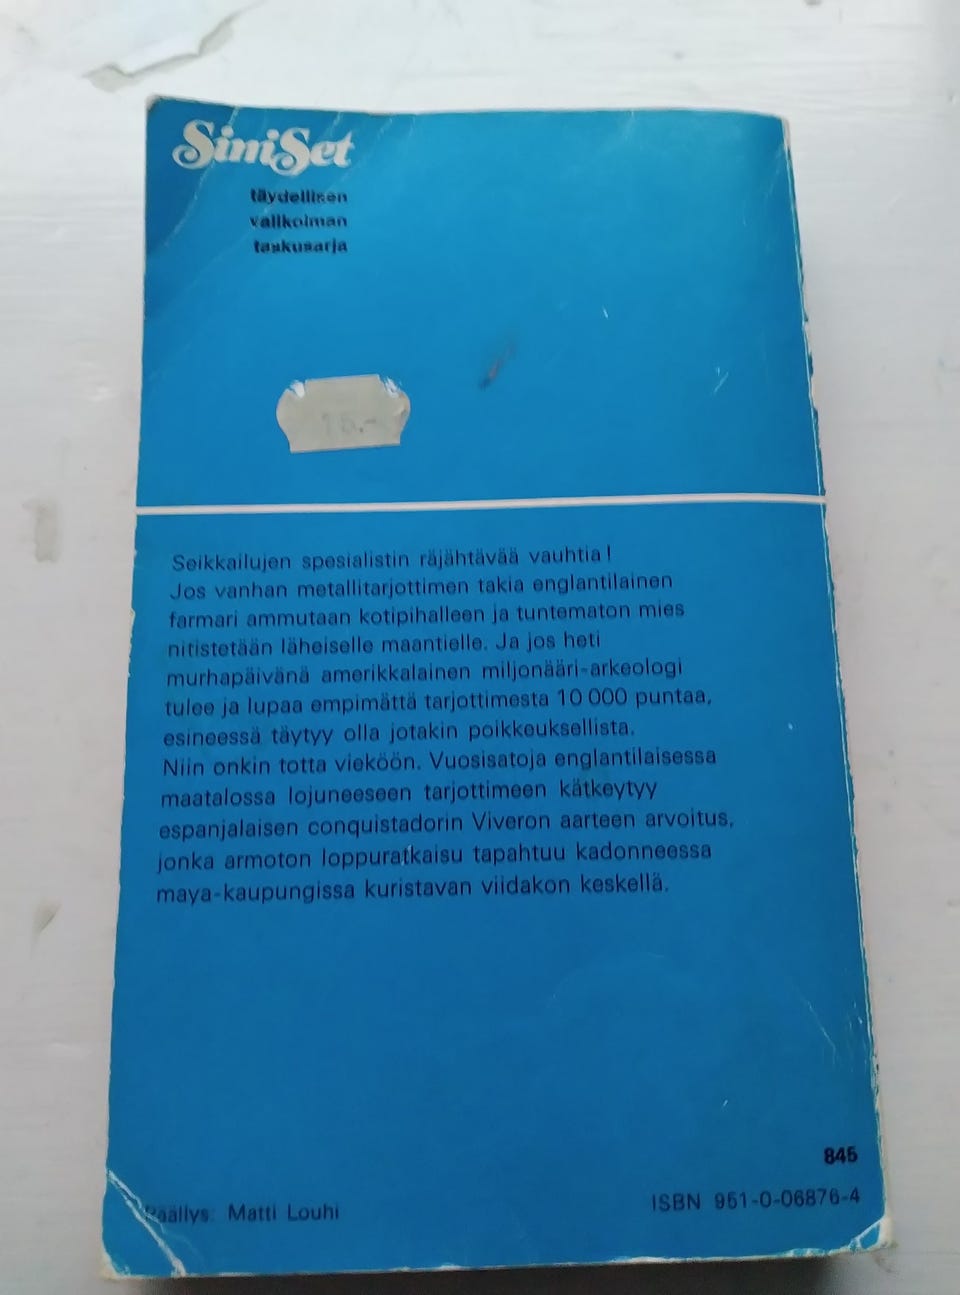 SiniSet
täydellisen
valikoiman
taskusarja
15.-
Seikkailujen spesialistin räjähtävää vauhtia!
Jos vanhan metallitarjottimen takia englantilainen
farmari ammutaan kotipihalleen ja tuntematon mies
nitistetään läheiselle maantielle. Ja jos heti
murhapäivänä amerikkalainen miljonääri-arkeologi
tulee ja lupaa empimättä tarjottimesta 10 000 puntaa,
esineessä täytyy olla jotakin poikkeuksellista.
Niin onkin totta vieköön. Vuosisatoja englantilaisessa
maatalossa lojuneeseen tarjottimeen kätkeytyy
espanjalaisen conquistadorin Viveron aarteen arvoitus,
jonka armoton loppuratkaisu tapahtuu kadonneessa
maya-kaupungissa kuristavan viidakon keskellä.
845
Päällys: Matti Louhi
ISBN 951-0-06876-4